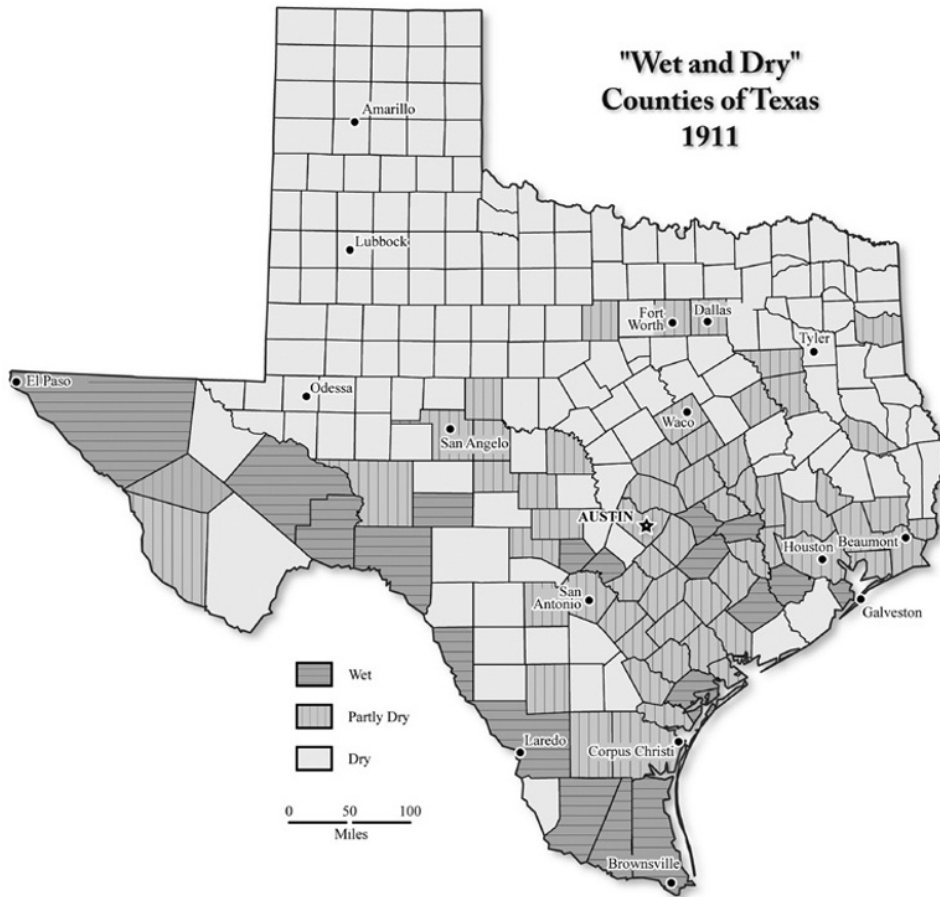 "Wet and Dry"
Counties of Texas
1911
Amarillo
Lubbock
Fort
Worth
Dallas
Tyler
El Paso
Odessa
San Angelo
Waco
AUSTIN
Houston
Beaumont
San
Antonio
Galveston
Wet
Partly Dry
Dry
Laredo
Corpus Christi
0 50 100
Miles
Brownsville